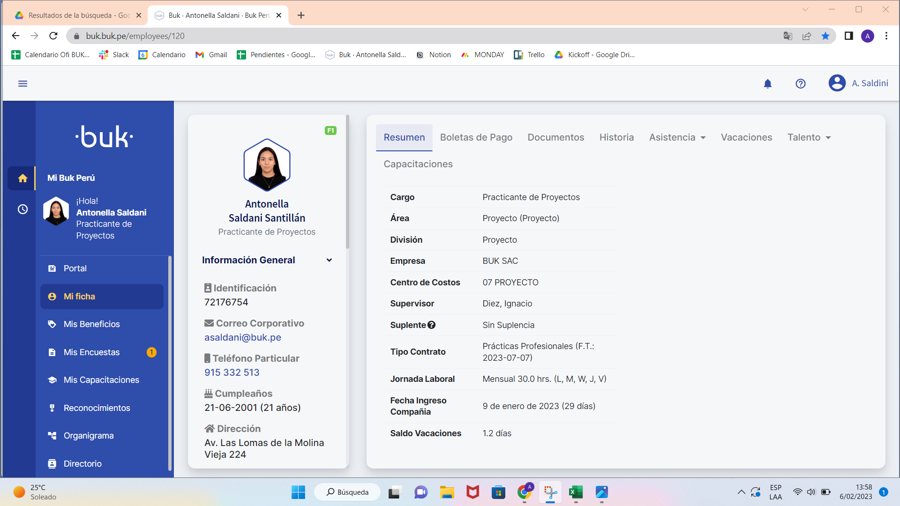 Resultados de la búsqueda - Goo
Buk - Antonella Saldani - Buk Per
buk.buk.pe/employees/120
Calendario Ofi BUK...
Slack
Calendario
Gmail
Pendientes - Googl...
Buk - Antonella Sald...
Notion
MONDAY
Trello
Kickoff - Google Dri...
A. Saldini
·buk·
Mi Buk Perú
¡Hola!
Antonella Saldani
Practicante de
Proyectos
Portal
Mi ficha
Mis Beneficios
Mis Encuestas 1
Mis Capacitaciones
Reconocimientos
Organigrama
Directorio
F1
Antonella
Saldani Santillán
Practicante de Proyectos
Información General
Identificación
72176754
Correo Corporativo
asaldani@buk.pe
Teléfono Particular
915 332 513
Cumpleaños
21-06-2001 (21 años)
Dirección
Av. Las Lomas de la Molina
Vieja 224
Resumen Boletas de Pago Documentos Historia Asistencia Vacaciones Talento
Capacitaciones
Cargo Practicante de Proyectos
Área Proyecto (Proyecto)
División Proyecto
Empresa BUK SAC
Centro de Costos 07 PROYECTO
Supervisor Diez, Ignacio
Suplente Sin Suplencia
Tipo Contrato Prácticas Profesionales (F.T.:
2023-07-07)
Jornada Laboral Mensual 30.0 hrs. (L, M, W, J, V)
Fecha Ingreso
Compañia 9 de enero de 2023 (29 días)
Saldo Vacaciones 1.2 días
25°C
Soleado
Búsqueda
ESP
LAA
13:58
6/02/2023
1